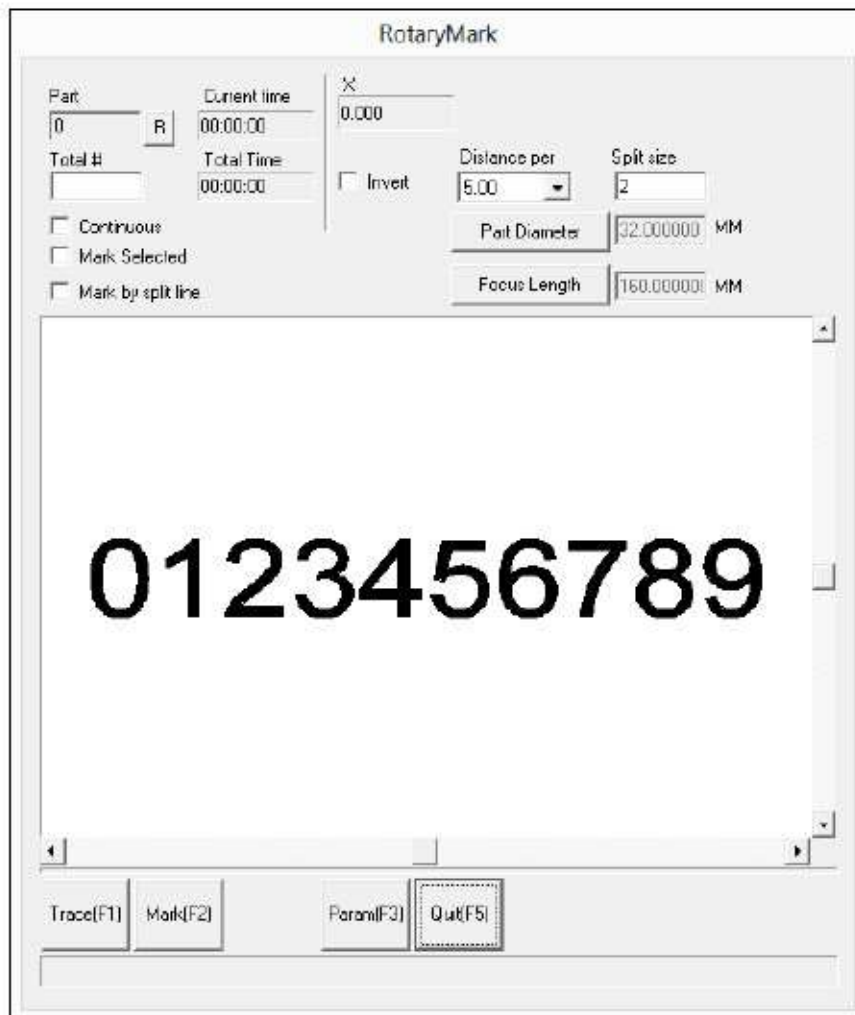 RotaryMark
Part
Current time
X
0
R
00:00:00
0.000
Total #
Total Time
Distance per
Split size
00:00:00
Invert
5.00
2
Continuous
Part Diameter
32.000000
MM
Mark Selected
Mark by split line
Focus Length
160.000000
MM
0123456789
Trace(F1)
Mark(F2)
Param(F3)
Quit(F5)